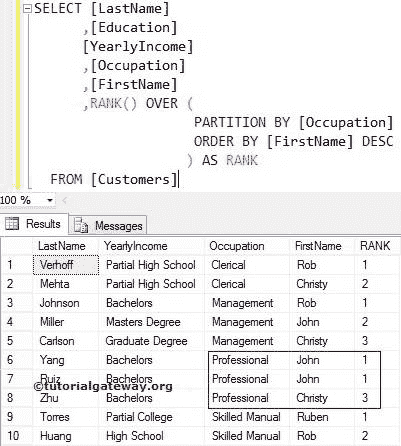 SELECT [LastName]
,[Education]
[YearlyIncome]
,[Occupation]
,[FirstName]
,RANK() OVER (
PARTITION BY [Occupation]
ORDER BY [FirstName] DESC
) AS RANK
FROM [Customers]
100 %
Results Messages
LastName YearlyIncome Occupation FirstName RANK
1 Verhoff Partial High School Clerical Rob 1
2 Mehta Partial High School Clerical Christy 2
3 Johnson Bachelors Management Rob 1
4 Miller Masters Degree Management John 2
5 Carlson Graduate Degree Management Christy 3
6 Yang Bachelors Professional John 1
7 Ruiz Bachelors Professional John 1
©tutorialgateway.org
8 Zhu Bachelors Professional Christy 3
9 Torres Partial College Skilled Manual Ruben 1
10 Huang High School Skilled Manual Rob 2